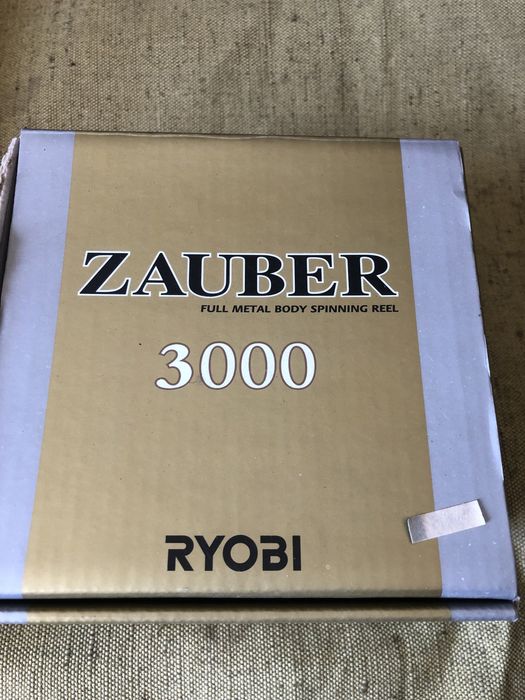 ZAUBER
FULL METAL BODY SPINNING REEL
3000
RYOBI